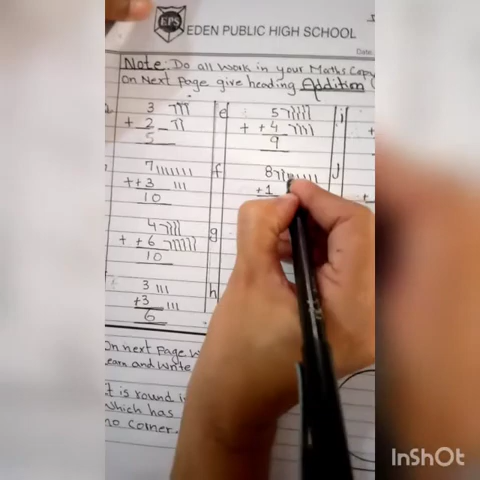 EPS
EDEN PUBLIC HIGH SCHOOL
Date:
Note: Do all work in your Maths Copy
on Next Page give heading Addition
3
+ 2
5
e
5
+ + 4
9
i
+
7
+ + 3
10
f
8
+ 1
j
+
4
+ + 6
10
g
3
+ 3
6
h
On next Page
earn and write
t is round
which has
no corner.
InShOt